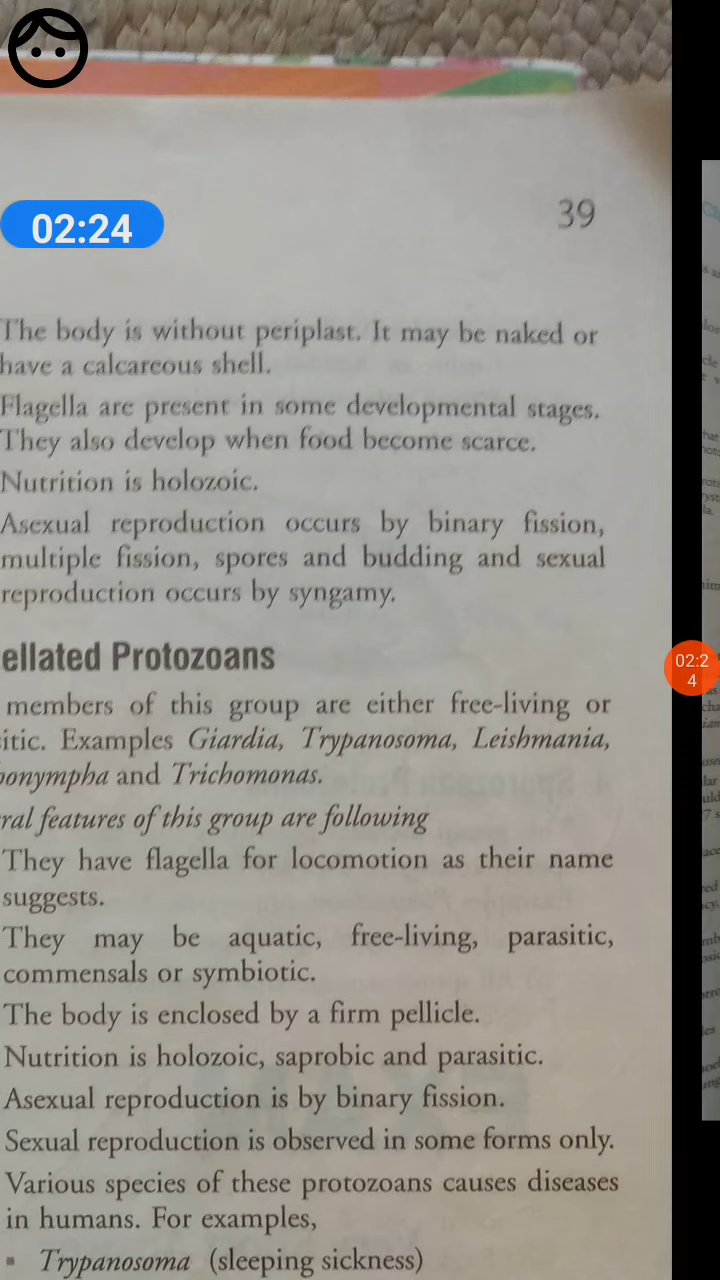 02:24
39
The body is without periplast. It may be naked or
have a calcareous shell.
Flagella are present in some developmental stages.
They also develop when food become scarce.
Nutrition is holozoic.
Asexual reproduction occurs by binary fission,
multiple fission, spores and budding and sexual
reproduction occurs by syngamy.
ellated Protozoans
members of this group are either free-living or
itic. Examples Giardia, Trypanosoma, Leishmania,
onympha and Trichomonas.
ral features of this group are following
They have flagella for locomotion as their name
suggests.
They may be aquatic, free-living, parasitic,
commensals or symbiotic.
The body is enclosed by a firm pellicle.
Nutrition is holozoic, saprobic and parasitic.
Asexual reproduction is by binary fission.
Sexual reproduction is observed in some forms only.
Various species of these protozoans causes diseases
in humans. For examples,
▪ Trypanosoma (sleeping sickness)
02:2
4